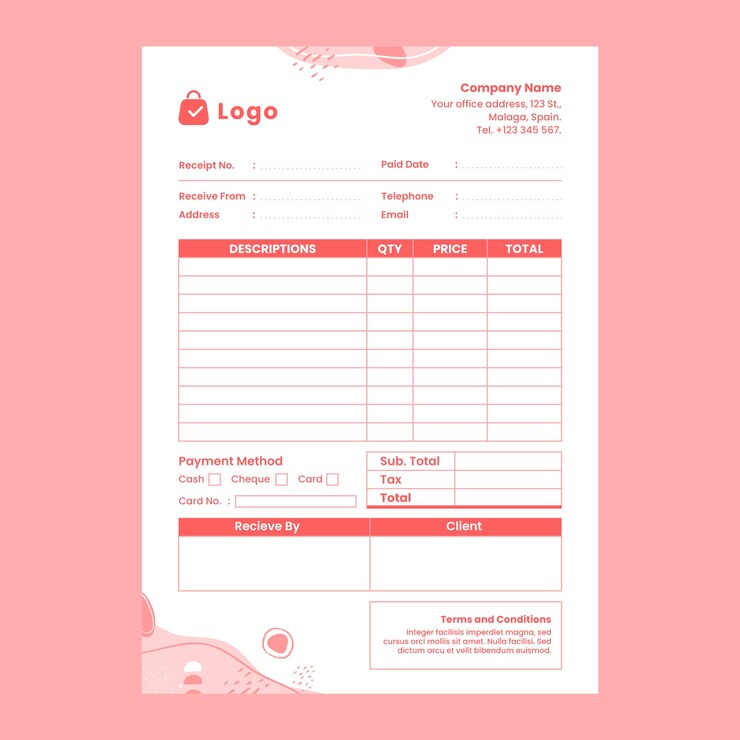 Logo
Company Name
Your office address, 123 St.,
Malaga, Spain.
Tel. +123 345 567.
Receipt No. :
Paid Date :
Receive From :
Telephone :
Address :
Email :
DESCRIPTIONS QTY PRICE TOTAL
Payment Method
Cash Cheque Card
Card No. :
Sub. Total
Tax
Total
Recieve By Client
Terms and Conditions
Integer facilisis imperdiet magna, sed
cursus orci mollis sit amet. Nulla facilisi. Sed
dictum arcu et velit bibendum euismod.